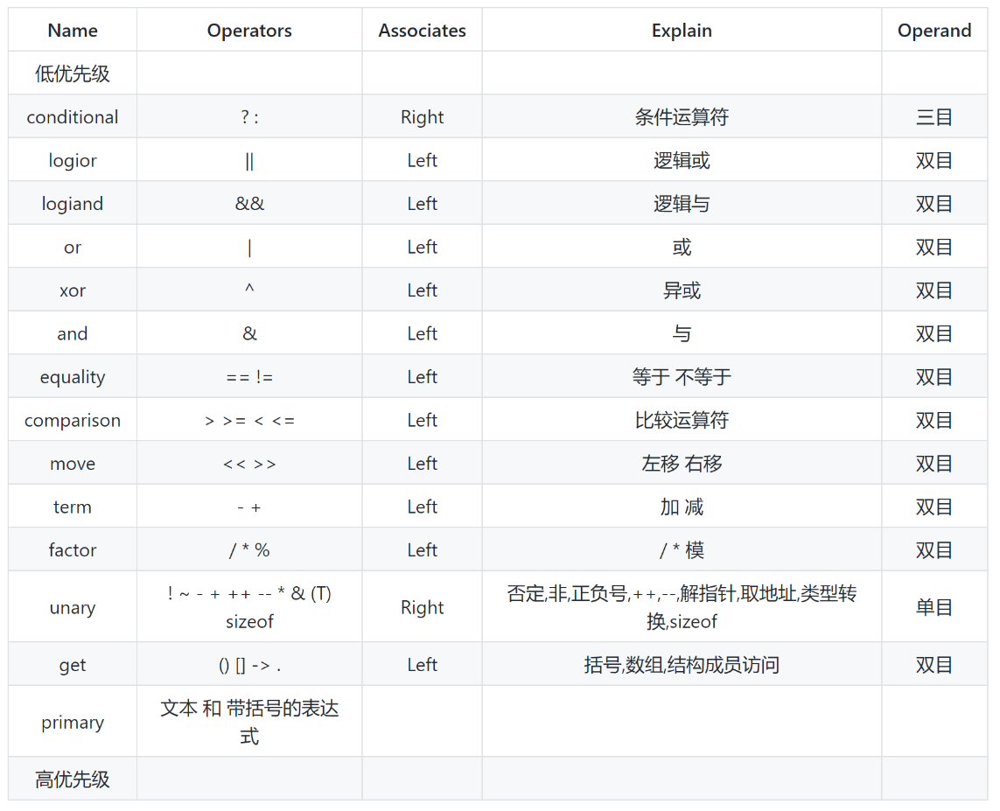 Name Operators Associates Explain Operand
低优先级
conditional ? : Right 条件运算符 三目
logior || Left 逻辑或 双目
logiand && Left 逻辑与 双目
or | Left 或 双目
xor ^ Left 异或 双目
and & Left 与 双目
equality == != Left 等于 不等于 双目
comparison > >= < <= Left 比较运算符 双目
move << >> Left 左移 右移 双目
term - + Left 加 减 双目
factor / * % Left / * 模 双目
unary ! ~ - + ++ -- * & (T) sizeof Right 否定,非,正负号,++,--,解指针,取地址,类型转换,sizeof 单目
get () [] -> . Left 括号,数组,结构成员访问 双目
primary 文本 和 带括号的表达式
高优先级